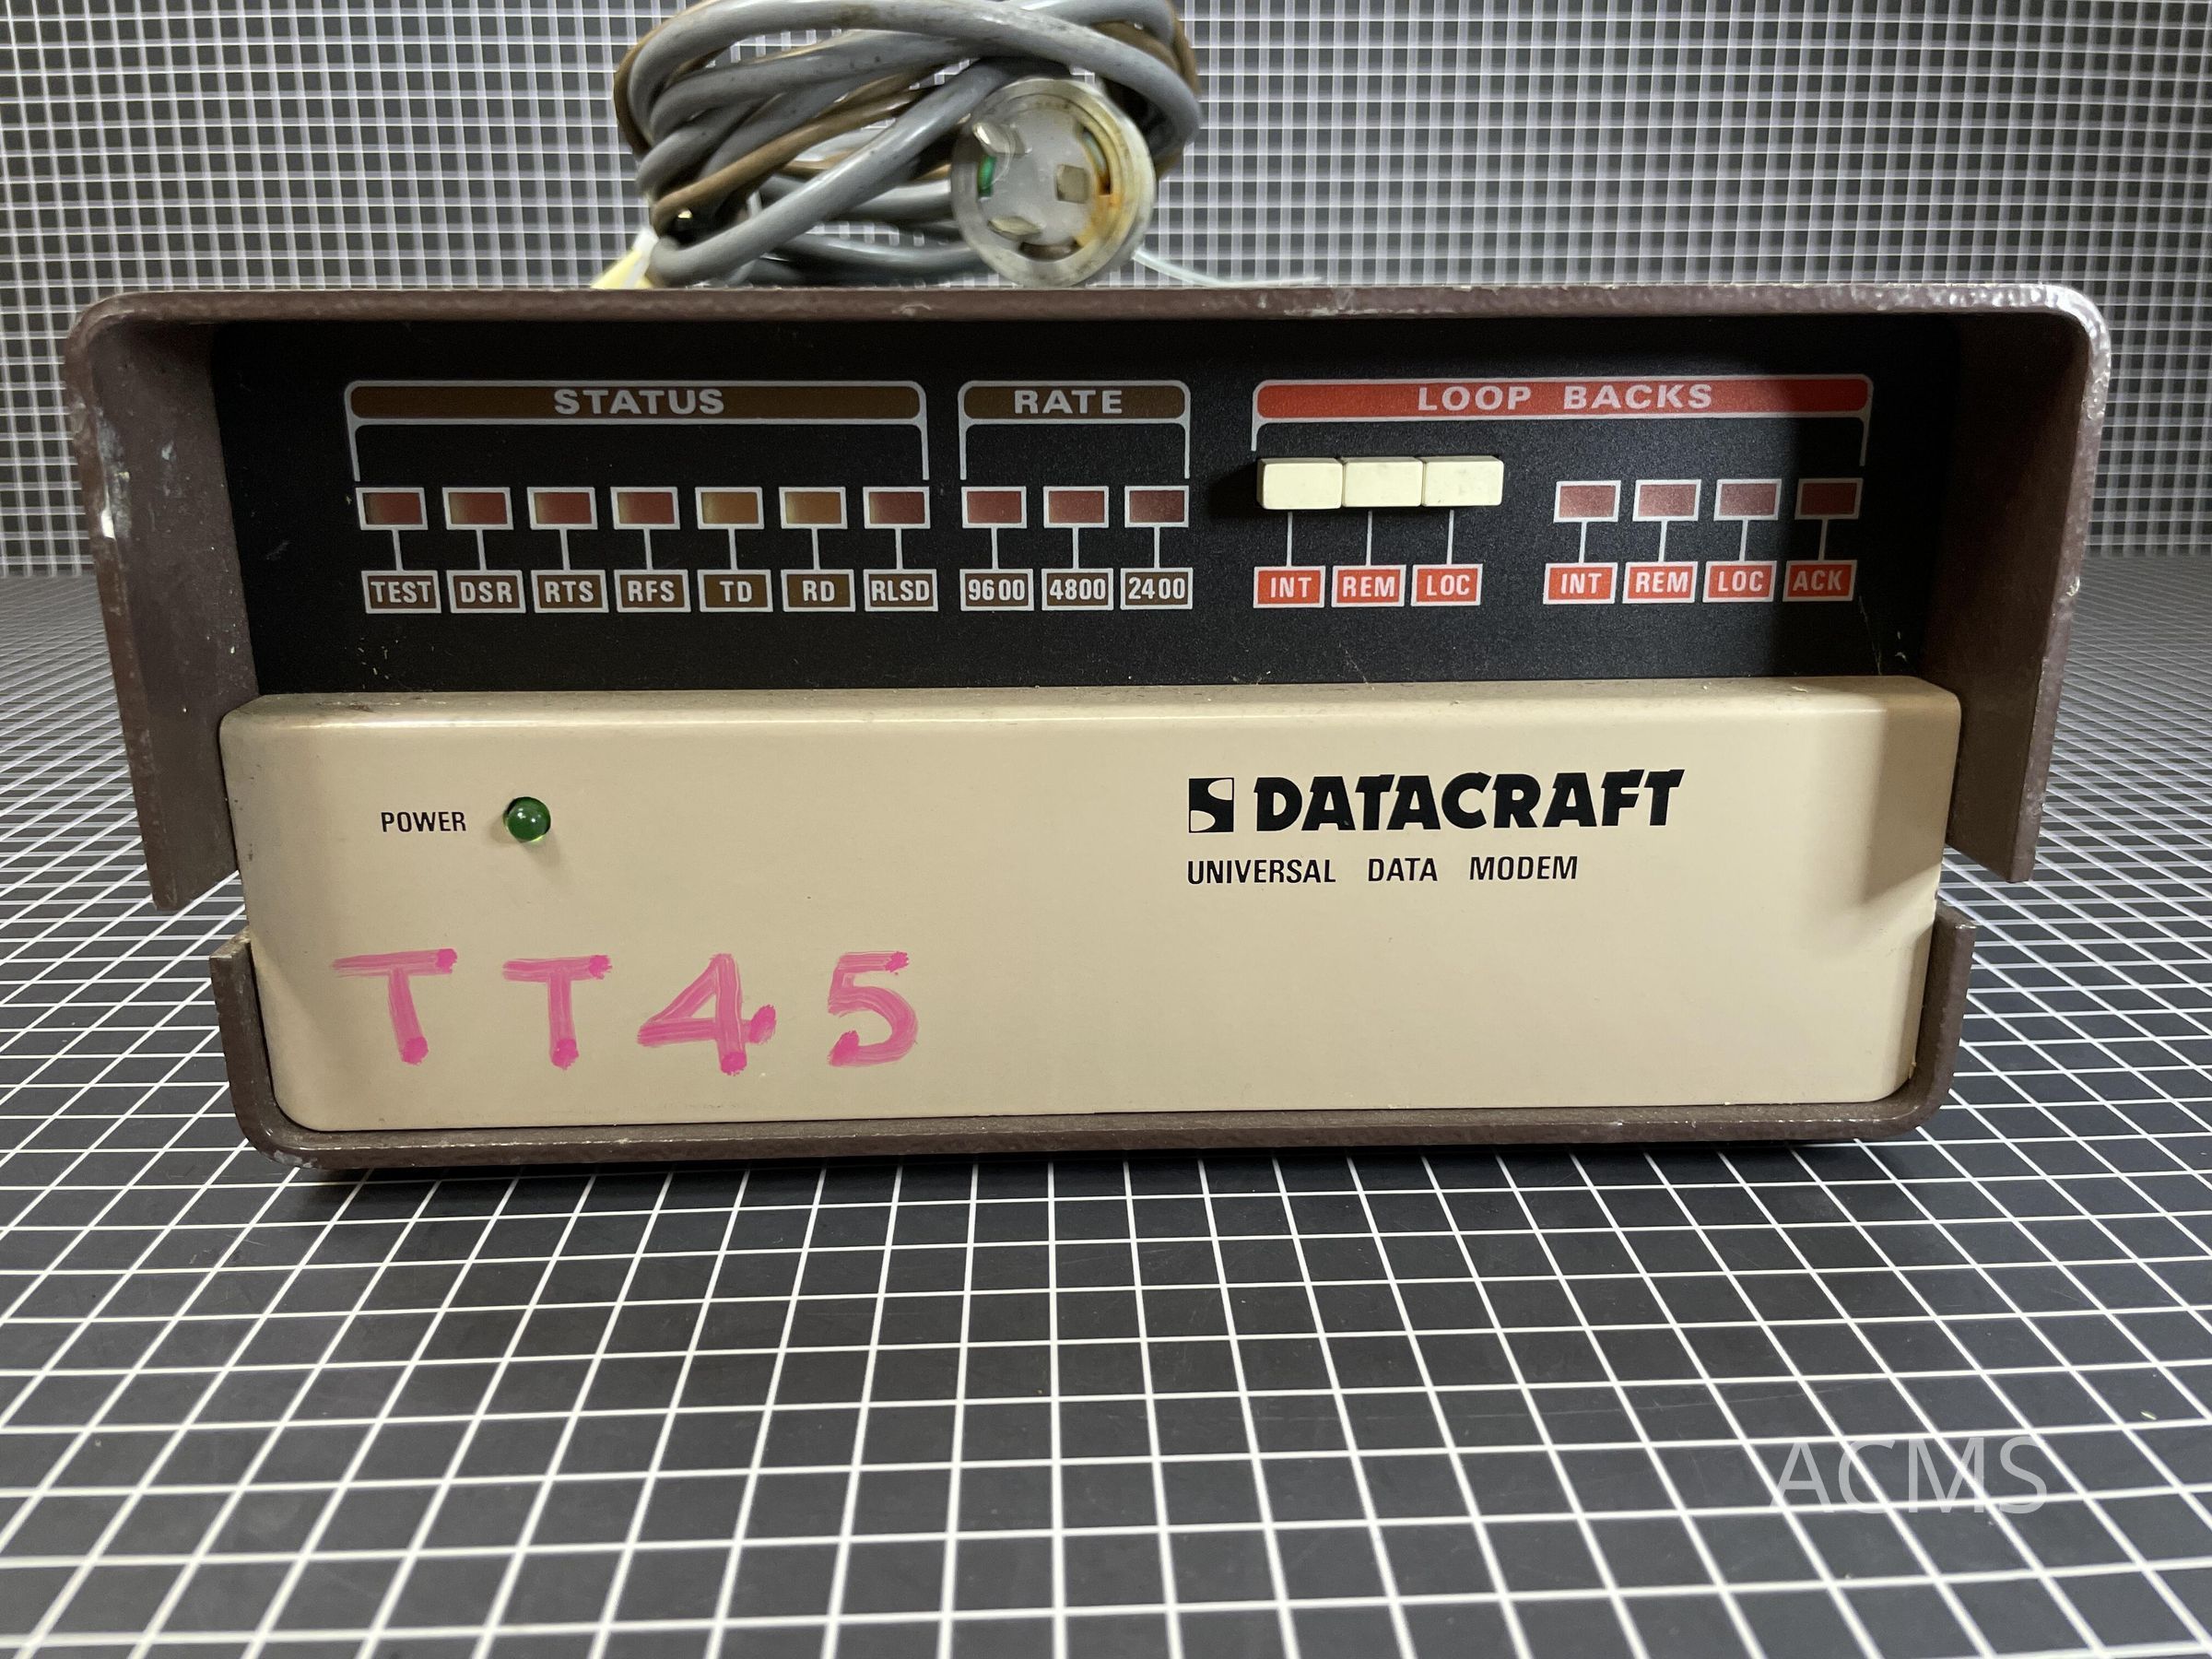 STATUS RATE LOOP BACKS
TEST DSR RTS RFS TD RD RLSD 9600 4800 2400 INT REM LOC INT REM LOC ACK
POWER
DATACRAFT
UNIVERSAL DATA MODEM
TT45
ACMS